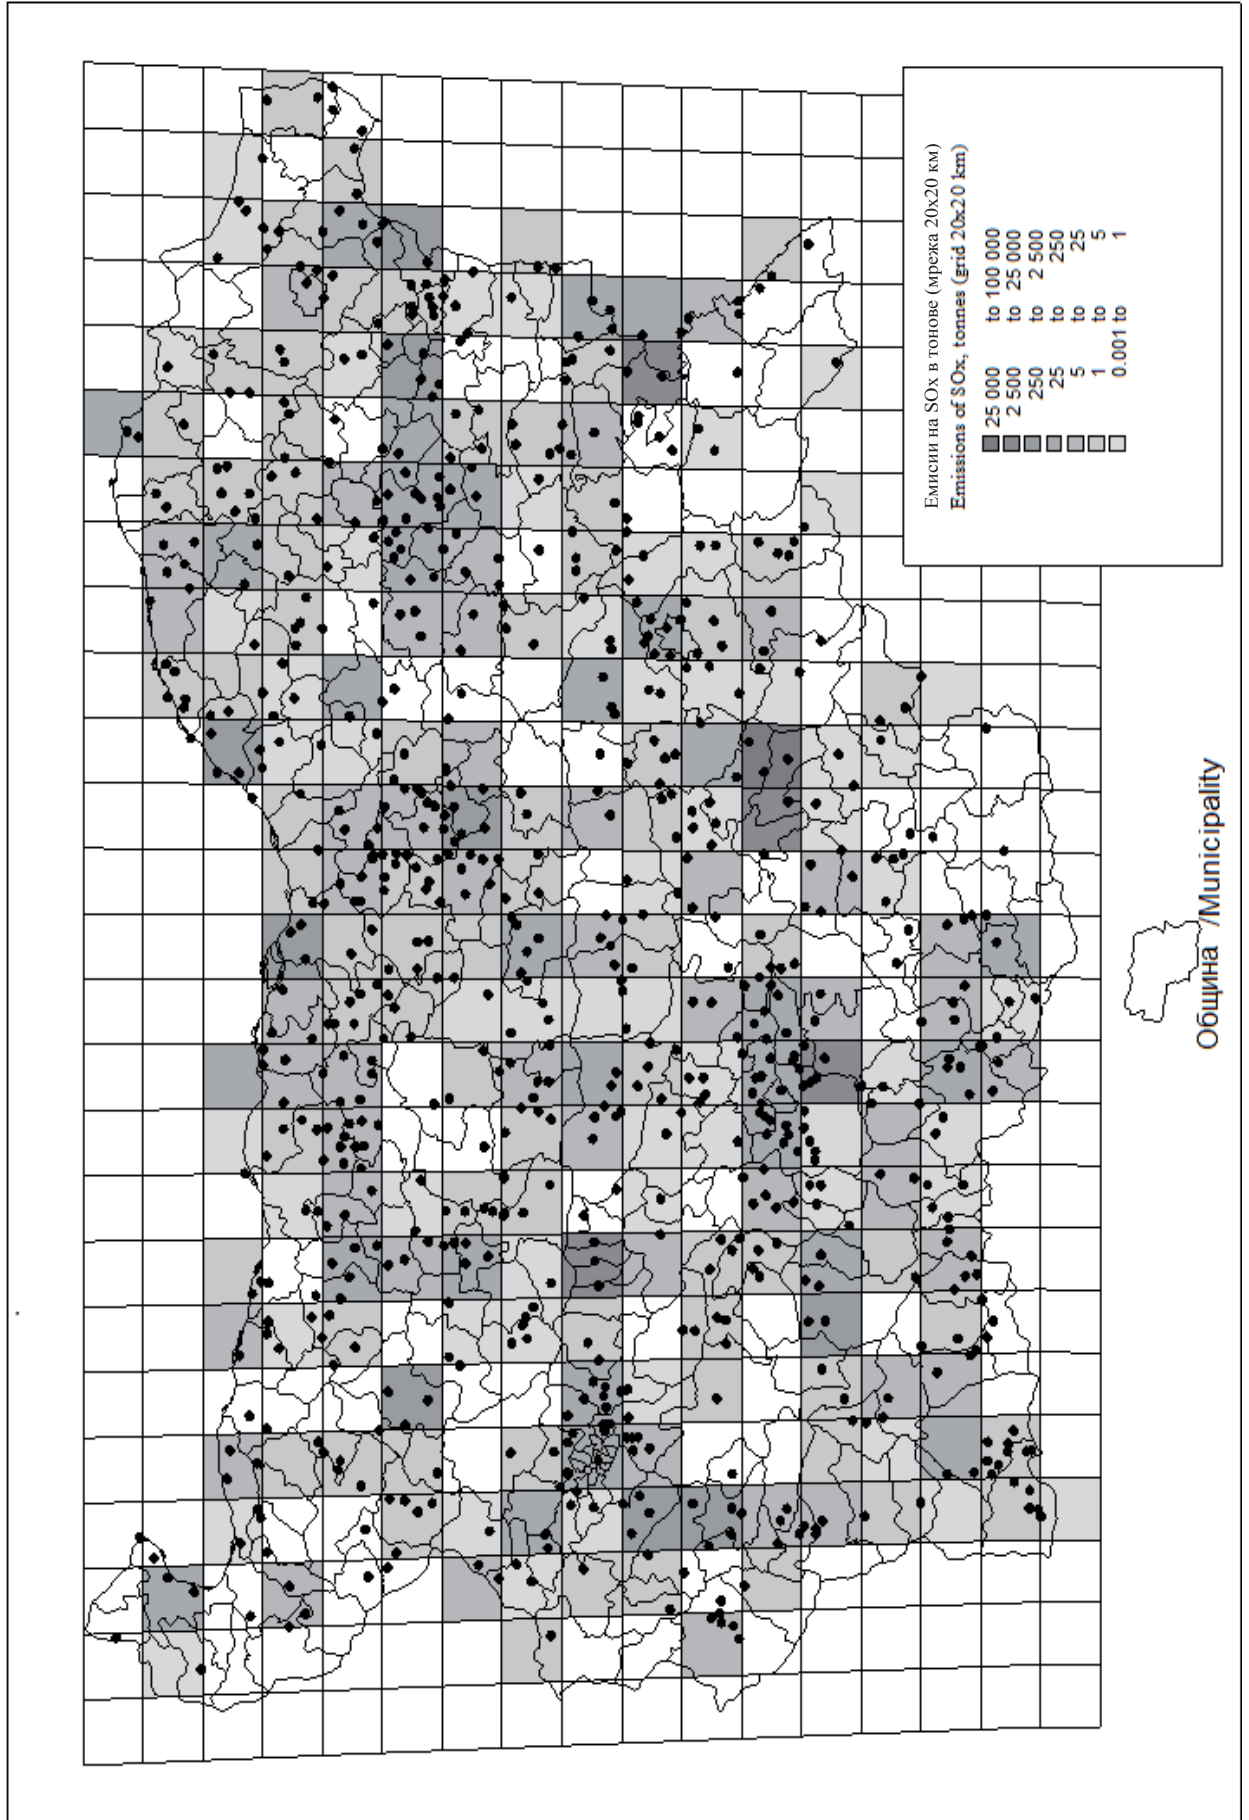 Емисии на SOx в тонове (мрежа 20x20 км)
Emissions of SOx, tonnes (grid 20x20 km)
25 000 to 100 000
2 500 to 25 000
250 to 2 500
25 to 250
5 to 25
1 to 5
0.001 to 1
Община /Municipality